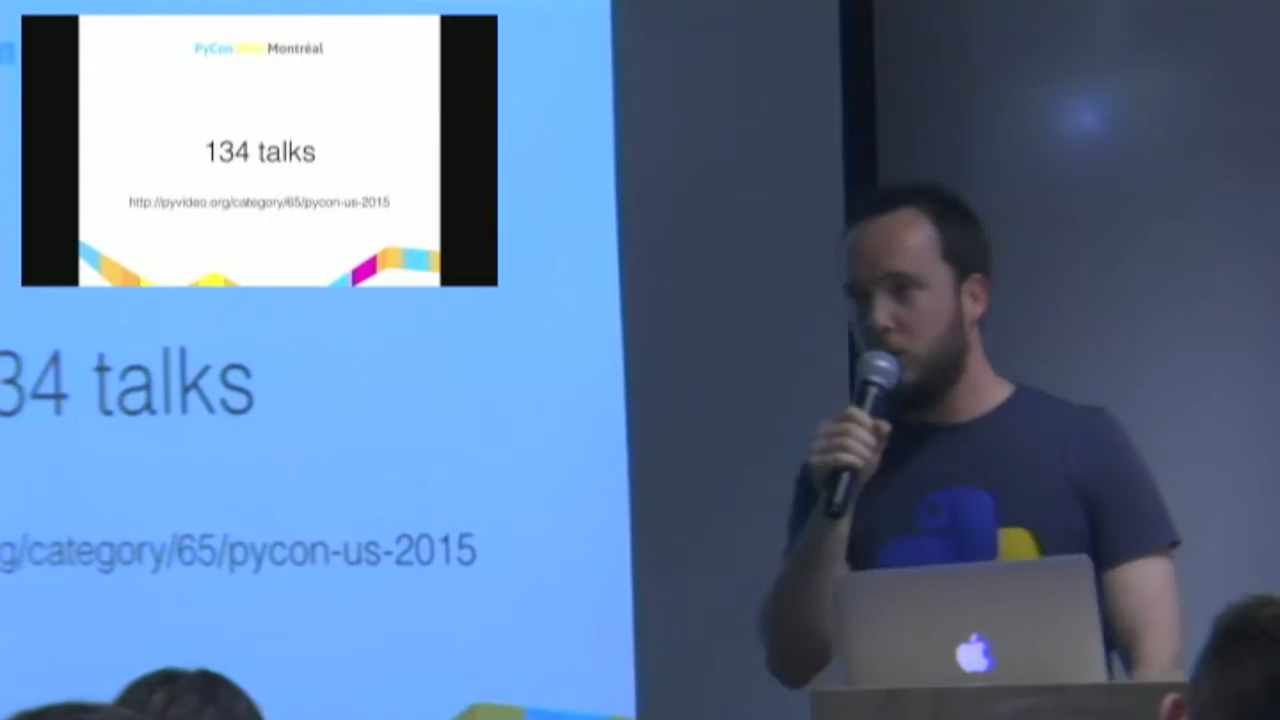 PyCon Montréal
134 talks
http://pyvideo.org/category/65/pycon-us-2015
34 talks
g/category/65/pycon-us-2015